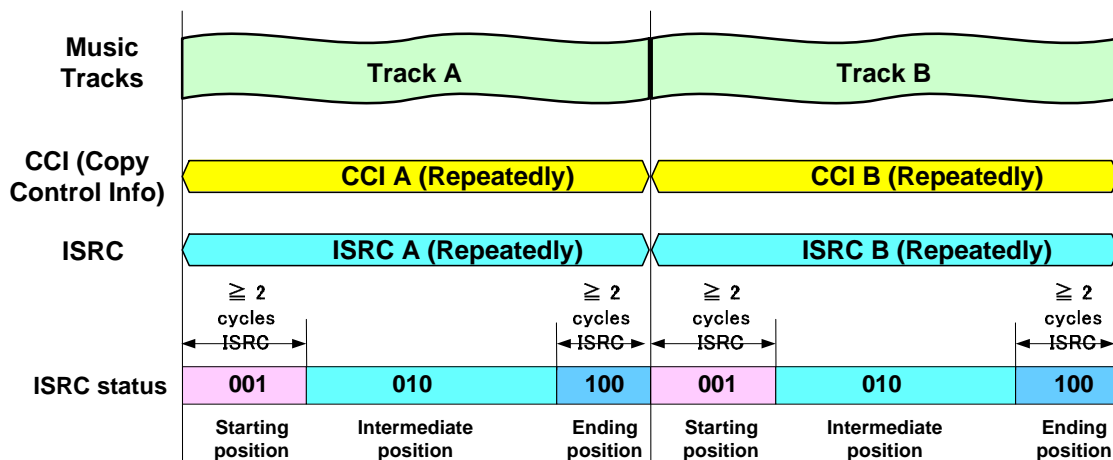 Music
Tracks
Track A
Track B
CCI (Copy
Control Info)
CCI A (Repeatedly)
CCI B (Repeatedly)
ISRC
ISRC A (Repeatedly)
ISRC B (Repeatedly)
≧ 2
cycles
ISRC
≧ 2
cycles
ISRC
≧ 2
cycles
ISRC
≧ 2
cycles
ISRC
ISRC status
001
010
100
001
010
100
Starting
position
Intermediate
position
Ending
position
Starting
position
Intermediate
position
Ending
position